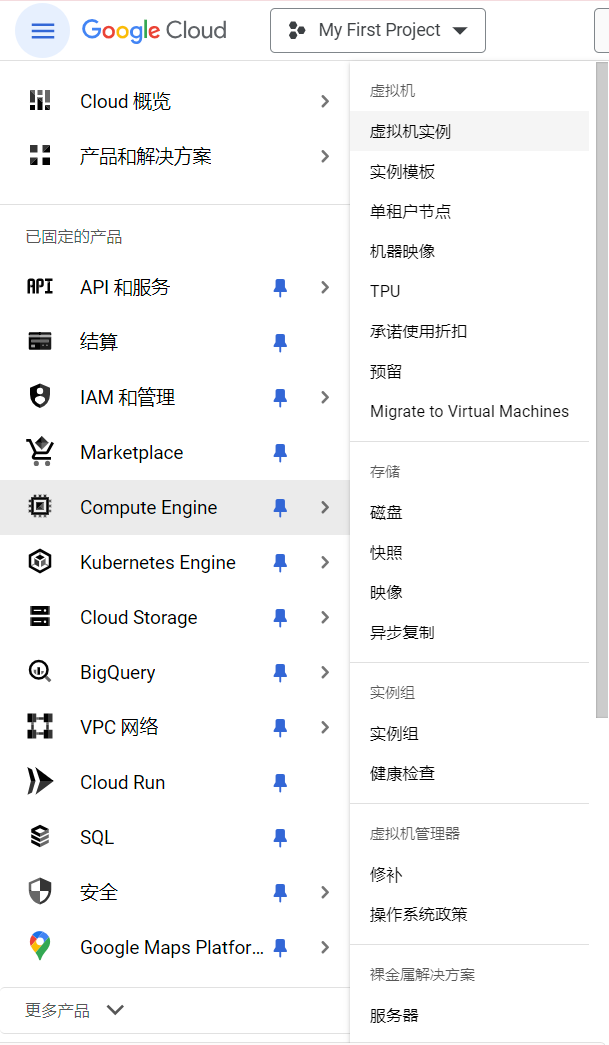 Google Cloud
My First Project
Cloud 概览
产品和解决方案
已固定的产品
API API 和服务
结算
IAM 和管理
Marketplace
Compute Engine
Kubernetes Engine
Cloud Storage
BigQuery
VPC 网络
Cloud Run
SQL
安全
Google Maps Platfor...
更多产品
虚拟机
虚拟机实例
实例模板
单租户节点
机器映像
TPU
承诺使用折扣
预留
Migrate to Virtual Machines
存储
磁盘
快照
映像
异步复制
实例组
实例组
健康检查
虚拟机管理器
修补
操作系统政策
裸金属解决方案
服务器